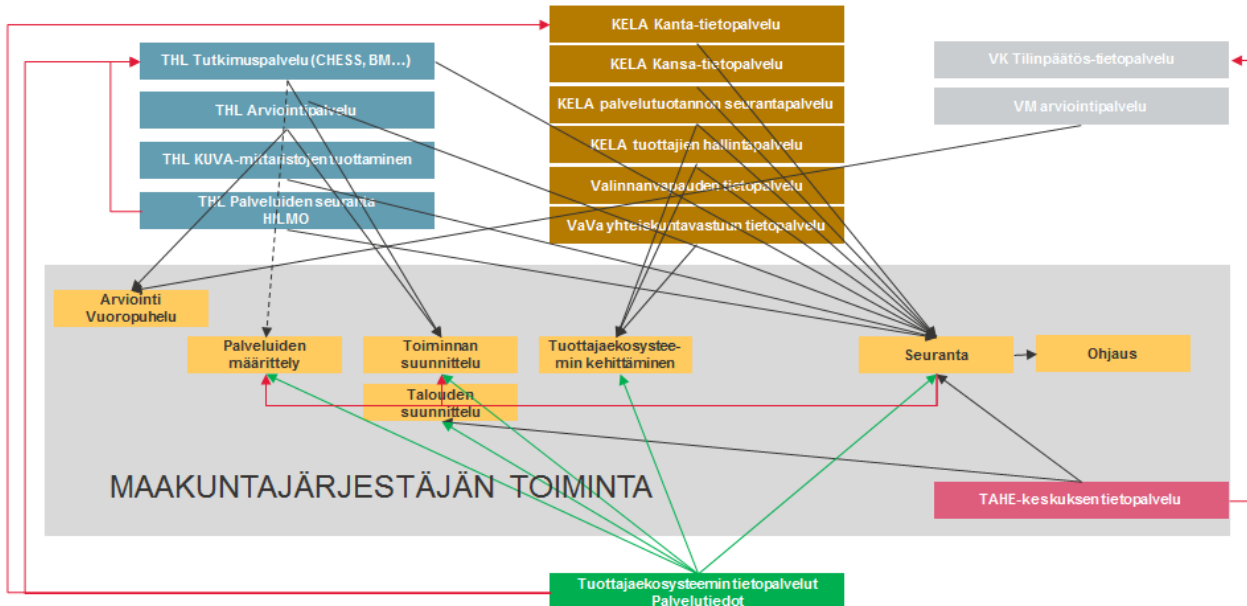 KELA Kanta-tietopalvelu
THL Tutkimuspalvelu (CHESS, BM...)
KELA Kansa-tietopalvelu
VK Tilinpäätös-tietopalvelu
THL Arviointipalvelu
KELA palvelutuotannon seurantapalvelu
VM arviointipalvelu
THL KUVA-mittaristojen tuottaminen
KELA tuottajien hallintapalvelu
Valinnanvapauden tietopalvelu
THL Palveluiden seuranta
HILMO
VaVa yhteiskuntavastuun tietopalvelu
Arviointi
Vuoropuhelu
Palveluiden
määrittely
Toiminnan
suunnittelu
Tuottajaekosystee-
min kehittäminen
Seuranta
Ohjaus
Talouden
suunnittelu
MAAKUNTAJÄRJESTÄJÄN TOIMINTA
TAHE-keskuksen tietopalvelu
Tuottajaekosysteemin tietopalvelut
Palvelutiedot